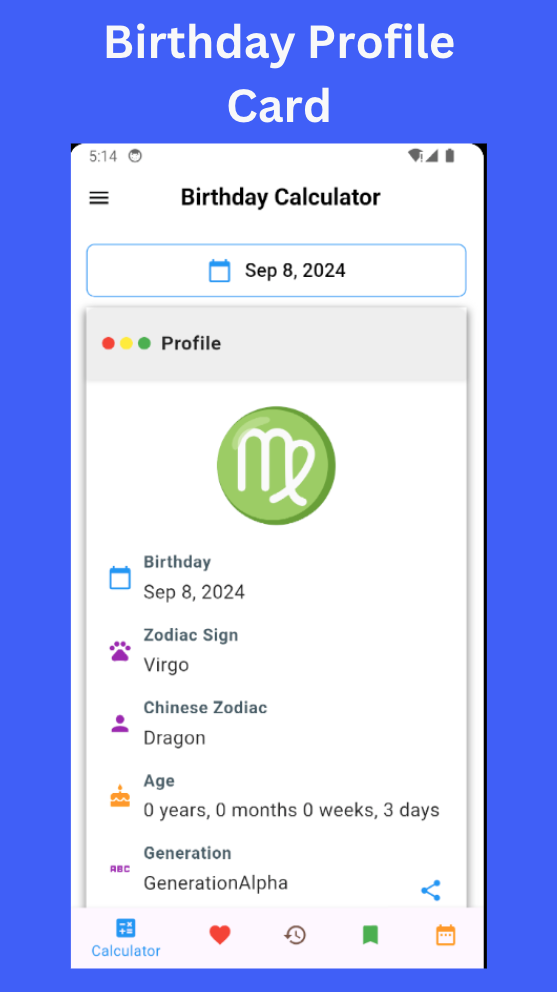 Birthday Profile
Card
5:14
Birthday Calculator
Sep 8, 2024
Profile
Birthday
Sep 8, 2024
Zodiac Sign
Virgo
Chinese Zodiac
Dragon
Age
0 years, 0 months 0 weeks, 3 days
ABC
Generation
GenerationAlpha
Calculator